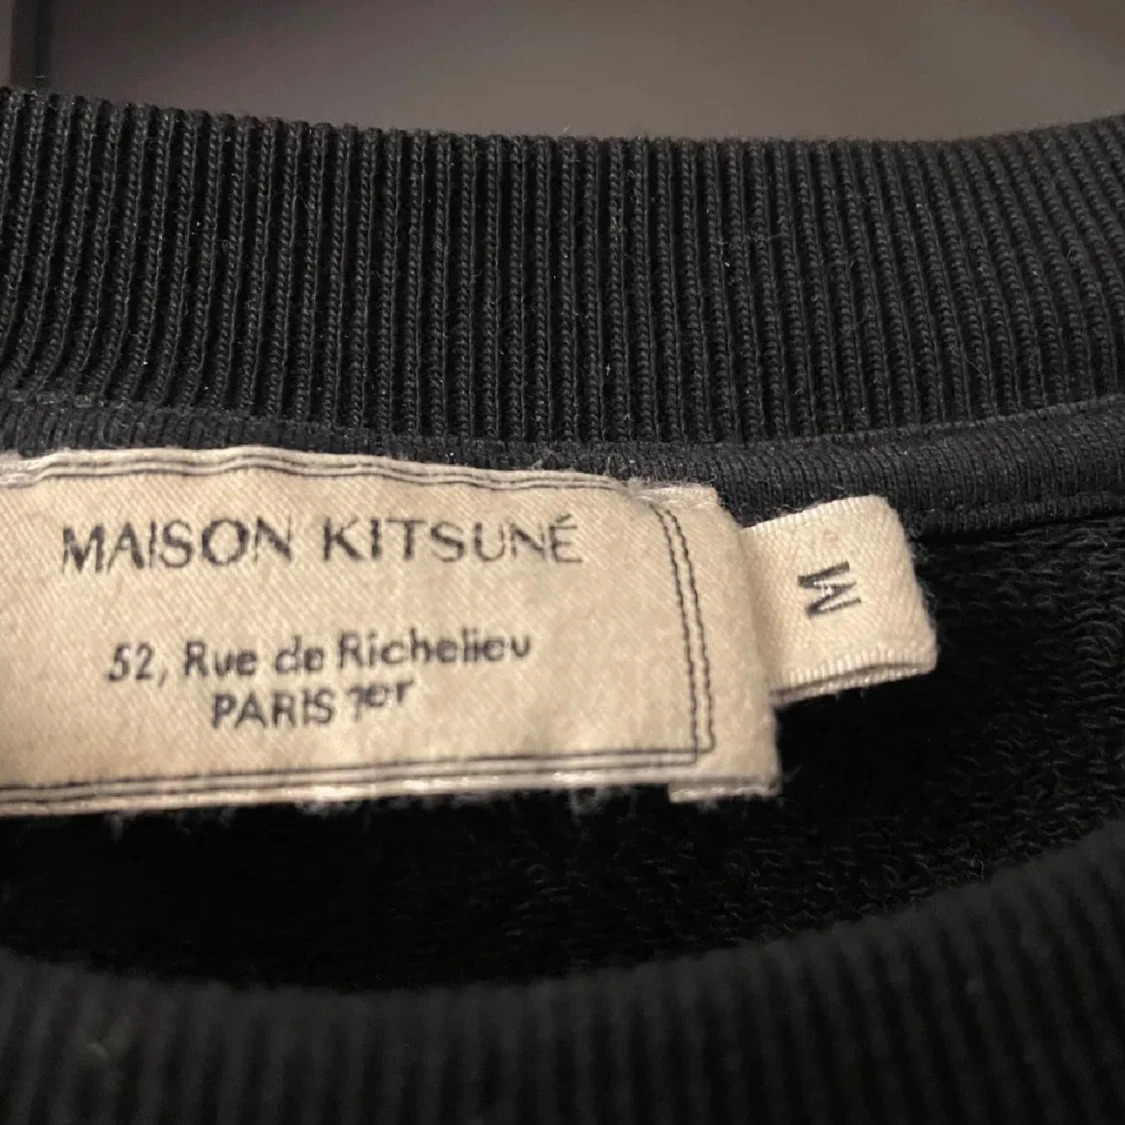 MAISON KITSUNÉ
52, Rue de Richelieu
PARIS 1er
M